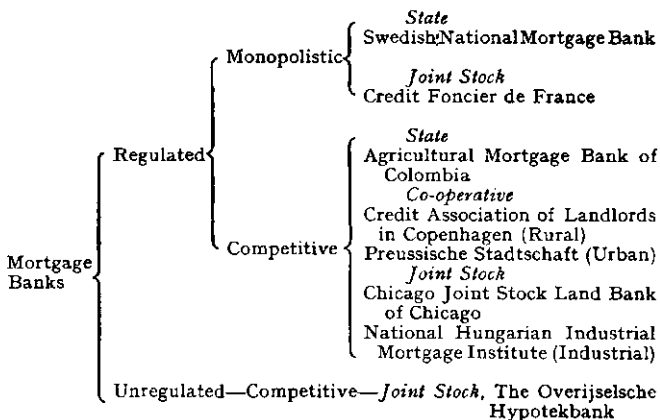 State
Swedish National Mortgage Bank
Monopolistic
Joint Stock
Credit Foncier de France
Regulated
State
Agricultural Mortgage Bank of
Colombia
Co-operative
Credit Association of Landlords
in Copenhagen (Rural)
Competitive
Preussische Stadtschaft (Urban)
Mortgage
Banks
Joint Stock
Chicago Joint Stock Land Bank
of Chicago
National Hungarian Industrial
Mortgage Institute (Industrial)
Unregulated—Competitive—Joint Stock, The Overijselsche
Hypotekbank